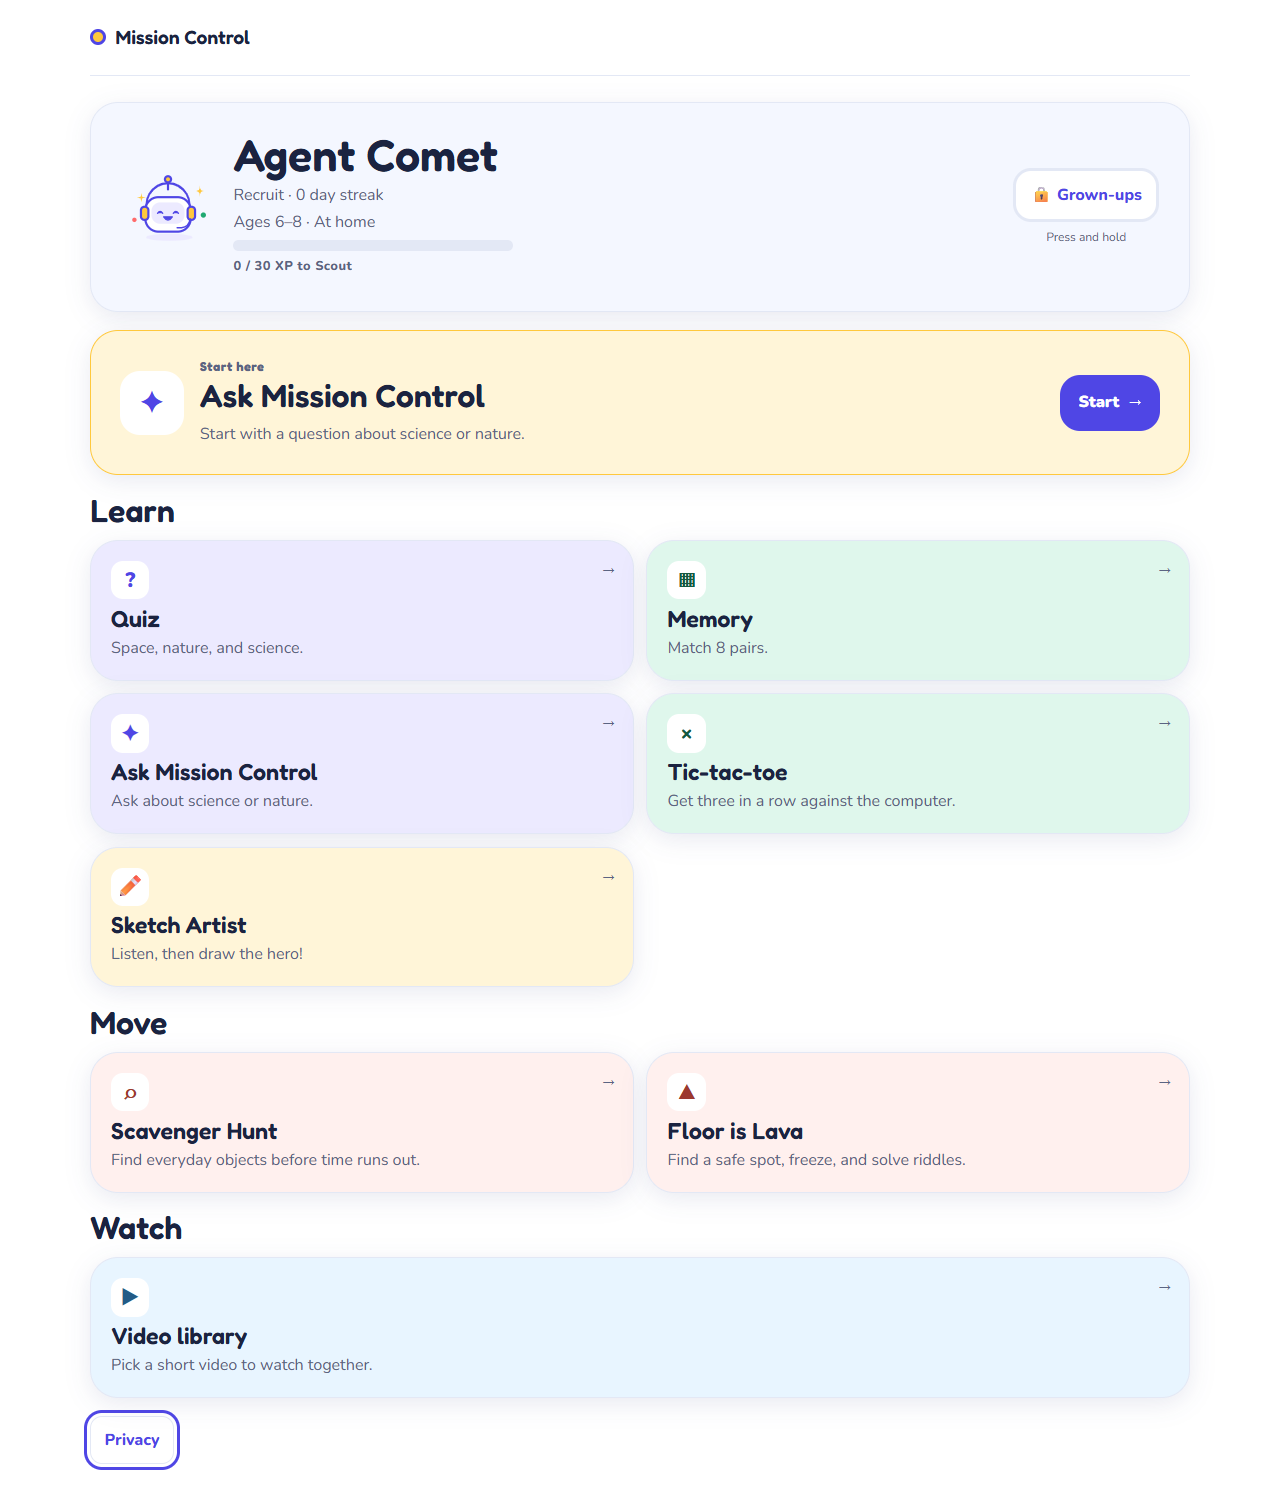 Mission Control
Agent Comet
Recruit · 0 day streak
Ages 6–8 · At home
0 / 30 XP to Scout
Grown-ups
Press and hold
Start here
Ask Mission Control
Start with a question about science or nature.
Start →
Learn
?
→
Quiz
Space, nature, and science.
→
Memory
Match 8 pairs.
→
Ask Mission Control
Ask about science or nature.
×
→
Tic-tac-toe
Get three in a row against the computer.
→
Sketch Artist
Listen, then draw the hero!
Move
→
Scavenger Hunt
Find everyday objects before time runs out.
→
Floor is Lava
Find a safe spot, freeze, and solve riddles.
Watch
→
Video library
Pick a short video to watch together.
Privacy